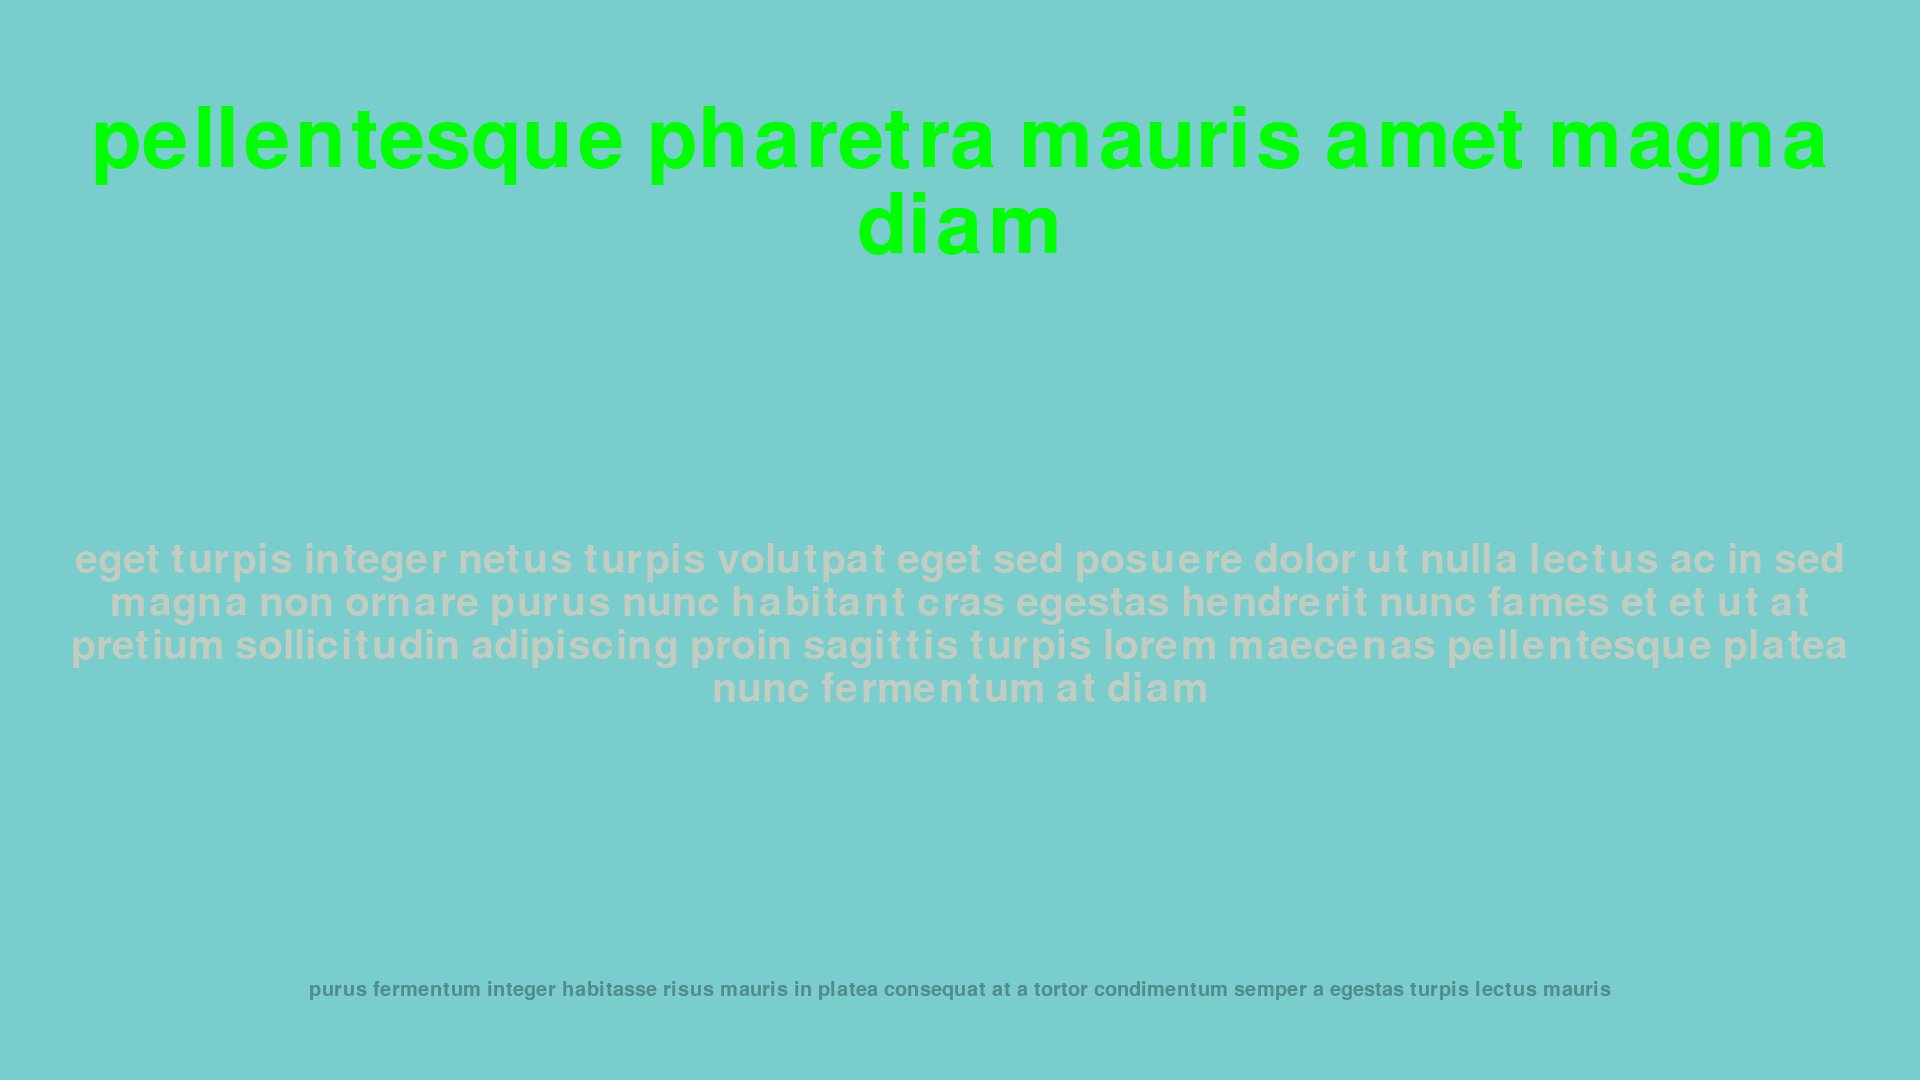 pellentesque pharetra mauris amet magna
diam
eget turpis integer netus turpis volutpat eget sed posuere dolor ut nulla lectus ac in sed
magna non ornare purus nunc habitant cras egestas hendrerit nunc fames et et ut at
pretium sollicitudin adipiscing proin sagittis turpis lorem maecenas pellentesque platea
nunc fermentum at diam
purus fermentum integer habitasse risus mauris in platea consequat at a tortor condimentum semper a egestas turpis lectus mauris